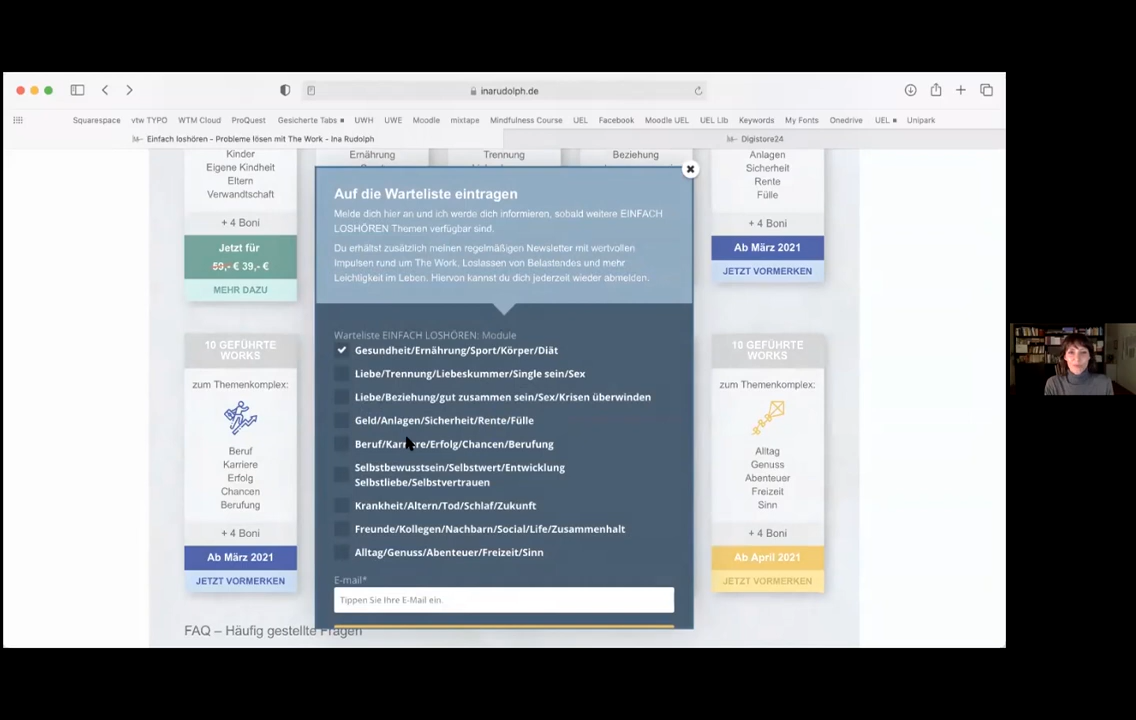 inarudolph.de
Squarespace vtw TYPO WTM Cloud ProQuest Gesicherte Tabs UWH UWE Moodle mixtape Mindfulness Course UEL Facebook Moodle UEL UEL LIb Keywords My Fonts Onedrive UEL Unipark
Einfach loshören - Probleme lösen mit The Work - Ina Rudolph
Digistore24
Kinder
Eigene Kindheit
Eltern
Verwandtschaft
+ 4 Boni
Jetzt für
59,- € 39,- €
MEHR DAZU
Ernährung
Trennung
Beziehung
Anlagen
Sicherheit
Rente
Fülle
+ 4 Boni
Ab März 2021
JETZT VORMERKEN
Auf die Warteliste eintragen
Melde dich hier an und ich werde dich informieren, sobald weitere EINFACH
LOSHÖREN Themen verfügbar sind.
Du erhältst zusätzlich meinen regelmäßigen Newsletter mit wertvollen
Impulsen rund um The Work. Loslassen von Belastendes und mehr
Leichtigkeit im Leben. Hiervon kannst du dich jederzeit wieder abmelden.
Warteliste EINFACH LOSHÖREN: Module
Gesundheit/Ernährung/Sport/Körper/Diät
Liebe/Trennung/Liebeskummer/Single sein/Sex
Liebe/Beziehung/gut zusammen sein/Sex/Krisen überwinden
Geld/Anlagen/Sicherheit/Rente/Fülle
Beruf/Karriere/Erfolg/Chancen/Berufung
Selbstbewusstsein/Selbstwert/Entwicklung
Selbstliebe/Selbstvertrauen
Krankheit/Altern/Tod/Schlaf/Zukunft
Freunde/Kollegen/Nachbarn/Social/Life/Zusammenhalt
Alltag/Genuss/Abenteuer/Freizeit/Sinn
E-mail*
Tippen Sie Ihre E-Mail ein.
10 GEFÜHRTE
WORKS
zum Themenkomplex:
Beruf
Karriere
Erfolg
Chancen
Berufung
+ 4 Boni
Ab März 2021
JETZT VORMERKEN
10 GEFÜHRTE
WORKS
zum Themenkomplex:
Alltag
Genuss
Abenteuer
Freizeit
Sinn
+ 4 Boni
Ab April 2021
JETZT VORMERKEN
FAQ – Häufig gestellte Fragen